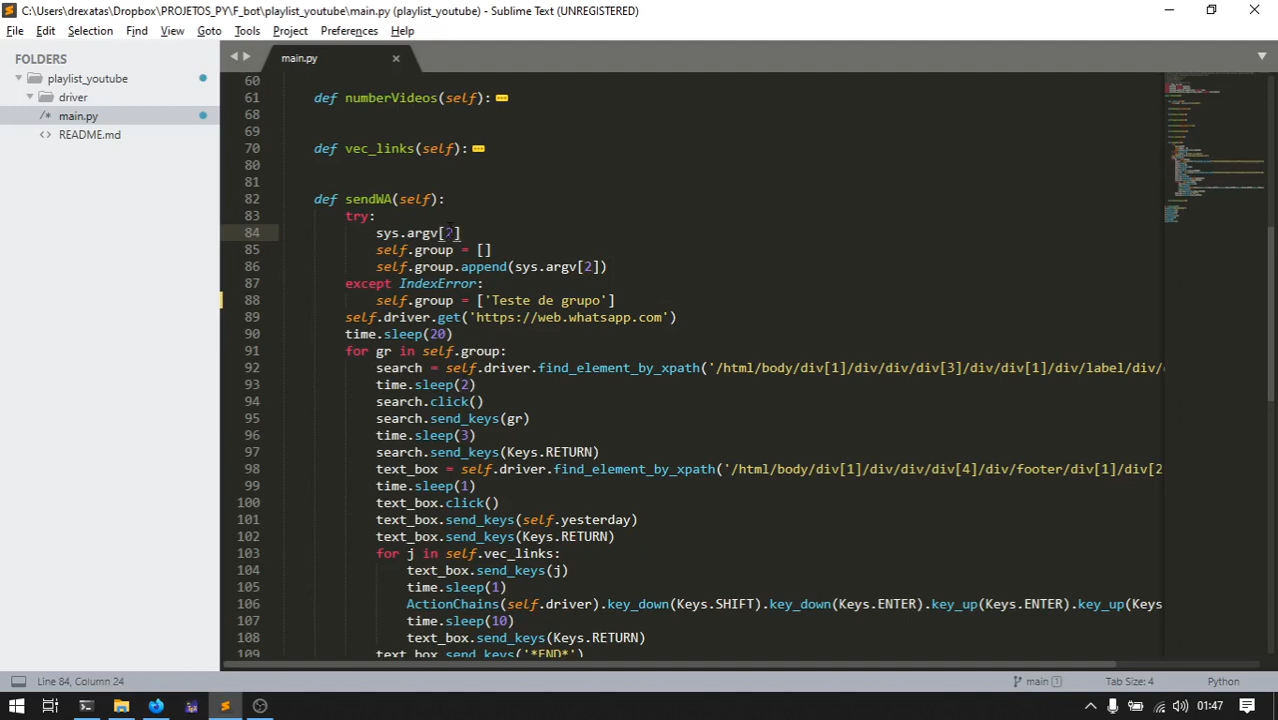 C:\Users\drexatas\Dropbox\PROJETOS_PY\F_bot\playlist_youtube\main.py (playlist_youtube) - Sublime Text (UNREGISTERED)
File Edit Selection Find View Goto Tools Project Preferences Help
FOLDERS
playlist_youtube
driver
/* main.py
<> README.md
main.py ×
60
61 def numberVideos(self):
68
69
70 def vec_links(self):
80
81
82 def sendWA(self):
83 try:
84 sys.argv[2]
85 self.group = []
86 self.group.append(sys.argv[2])
87 except IndexError:
88 self.group = ['Teste de grupo']
89 self.driver.get('https://web.whatsapp.com')
90 time.sleep(20)
91 for gr in self.group:
92 search = self.driver.find_element_by_xpath('/html/body/div[1]/div/div/div[3]/div/div[1]/div/label/div/
93 time.sleep(2)
94 search.click()
95 search.send_keys(gr)
96 time.sleep(3)
97 search.send_keys(Keys.RETURN)
98 text_box = self.driver.find_element_by_xpath('/html/body/div[1]/div/div/div[4]/div/footer/div[1]/div[2
99 time.sleep(1)
100 text_box.click()
101 text_box.send_keys(self.yesterday)
102 text_box.send_keys(Keys.RETURN)
103 for j in self.vec_links:
104 text_box.send_keys(j)
105 time.sleep(1)
106 ActionChains(self.driver).key_down(Keys.SHIFT).key_down(Keys.ENTER).key_up(Keys.ENTER).key_up(Keys
107 time.sleep(10)
108 text_box.send_keys(Keys.RETURN)
109 text_box.send_keys('*END*')
Line 84, Column 24
main 1
Tab Size: 4
Python
01:47